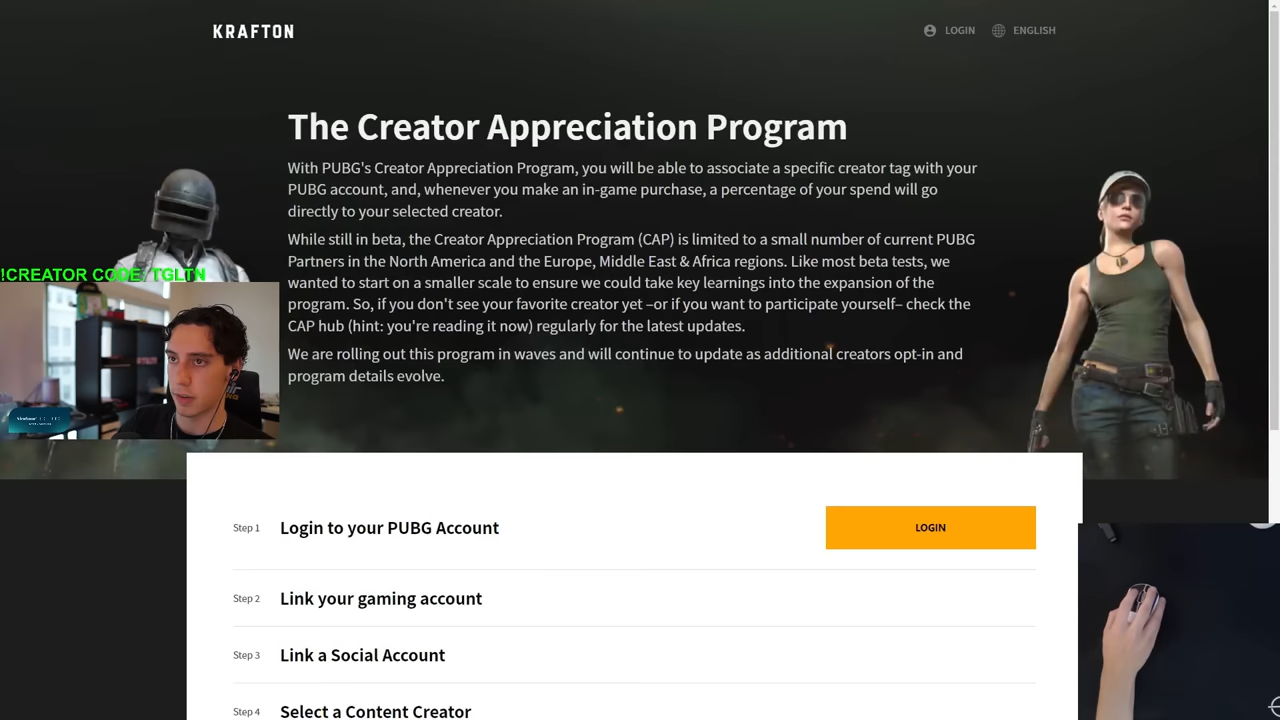 KRAFTON
LOGIN
ENGLISH
The Creator Appreciation Program
With PUBG's Creator Appreciation Program, you will be able to associate a specific creator tag with your
PUBG account, and, whenever you make an in-game purchase, a percentage of your spend will go
directly to your selected creator.
While still in beta, the Creator Appreciation Program (CAP) is limited to a small number of current PUBG
Partners in the North America and the Europe, Middle East & Africa regions. Like most beta tests, we
wanted to start on a smaller scale to ensure we could take key learnings into the expansion of the
program. So, if you don't see your favorite creator yet –or if you want to participate yourself– check the
CAP hub (hint: you're reading it now) regularly for the latest updates.
We are rolling out this program in waves and will continue to update as additional creators opt-in and
program details evolve.
!CREATOR CODE: TGLTN
Step 1 Login to your PUBG Account
LOGIN
Step 2 Link your gaming account
Step 3 Link a Social Account
Step 4 Select a Content Creator